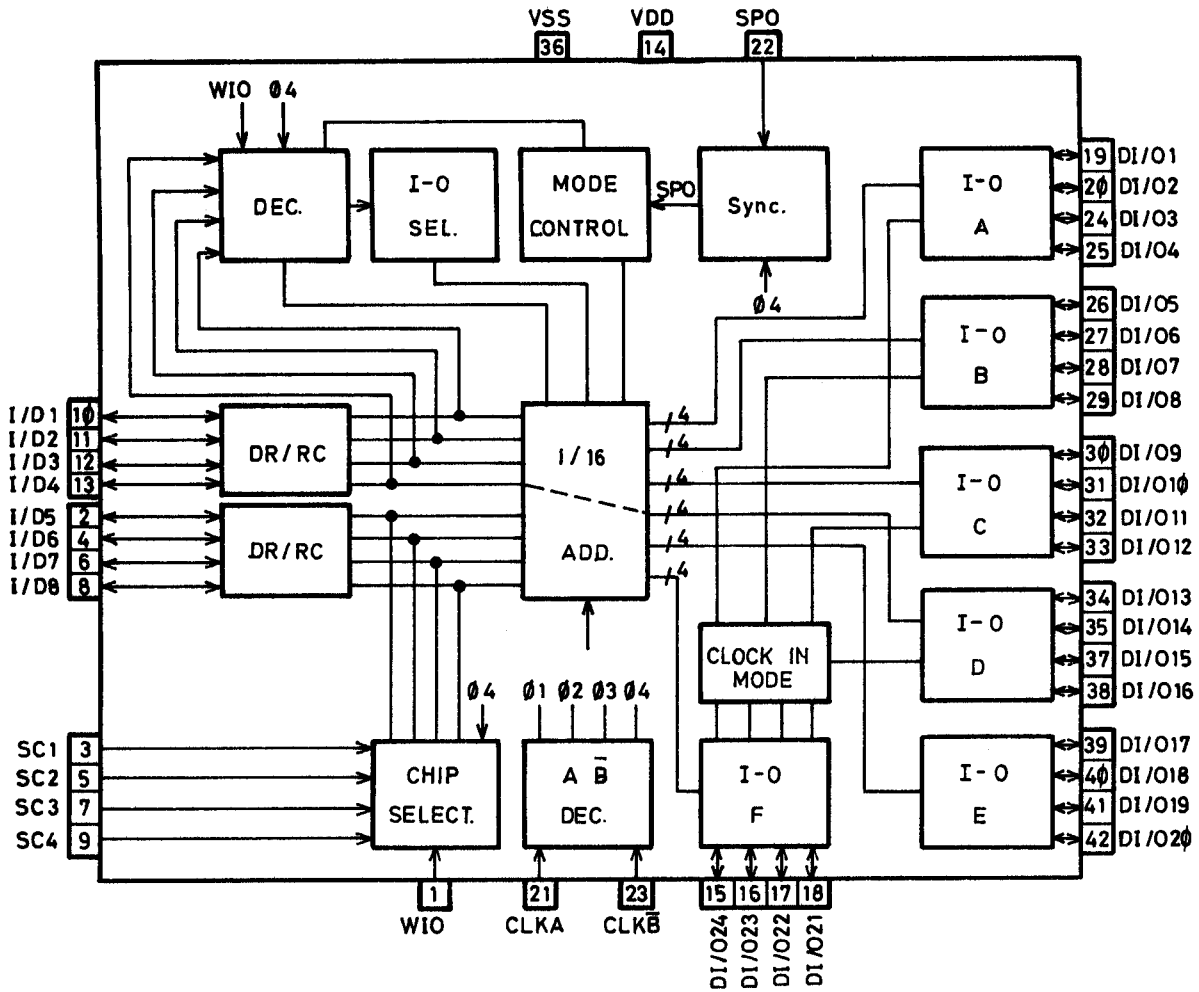 VSS VDD SPO
36 14 22
WIO Ø4
DEC.
I-O
SEL.
MODE
CONTROL
SPO
Sync.
Ø4
I-O
A
19 DI/O1
2Ø DI/O2
24 DI/O3
25 DI/O4
I-O
B
26 DI/O5
27 DI/O6
28 DI/O7
29 DI/O8
I/D1 1Ø
I/D2 11
I/D3 12
I/D4 13
DR/RC
I/D5 2
I/D6 4
I/D7 6
I/D8 8
DR/RC
1/16
ADD.
4
4
4
4
4
4
I-O
C
3Ø DI/O9
31 DI/O1Ø
32 DI/O11
33 DI/O12
I-O
D
34 DI/O13
35 DI/O14
37 DI/O15
38 DI/O16
CLOCK IN
MODE
Ø4
Ø1 Ø2 Ø3 Ø4
SC1 3
SC2 5
SC3 7
SC4 9
CHIP
SELECT.
A B̅
DEC.
I-O
F
I-O
E
39 DI/O17
4Ø DI/O18
41 DI/O19
42 DI/O2Ø
1 21 23 15 16 17 18
WIO CLKA CLKB̅
DI/O24
DI/O23
DI/O22
DI/O21